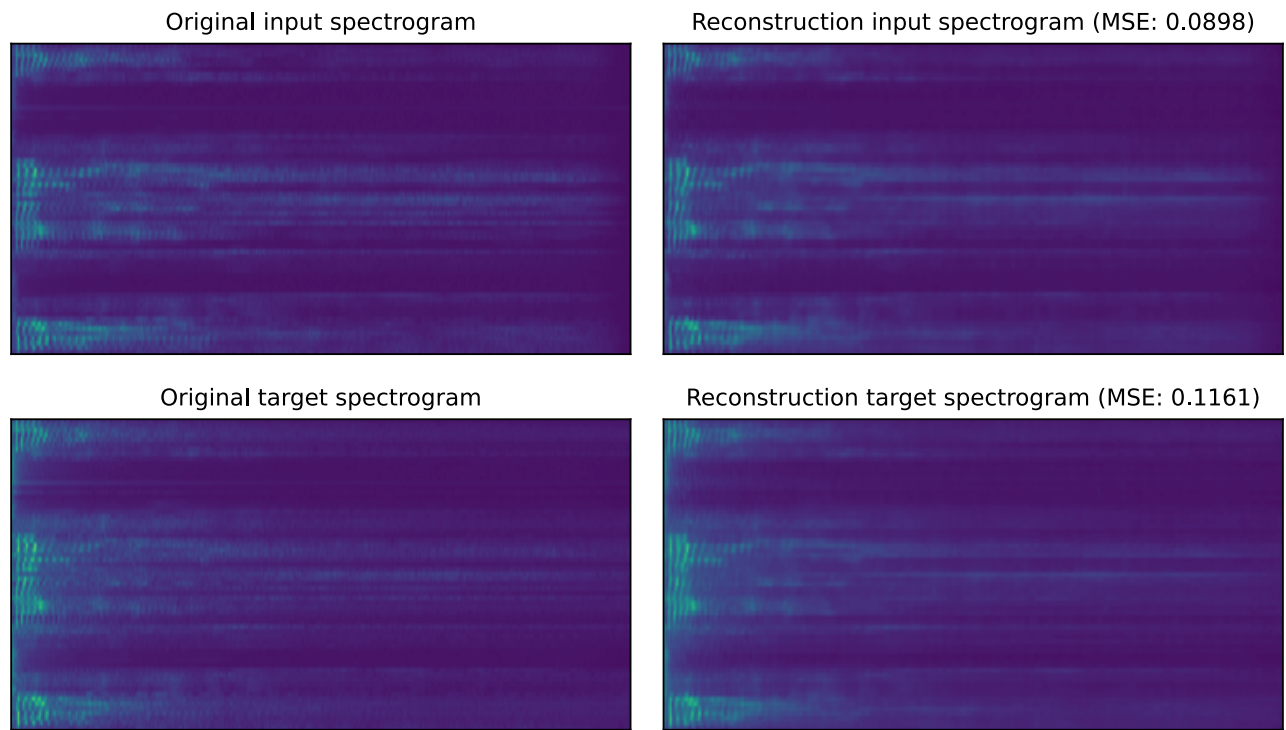 Original input spectrogram
Reconstruction input spectrogram (MSE: 0.0898)
Original target spectrogram
Reconstruction target spectrogram (MSE: 0.1161)